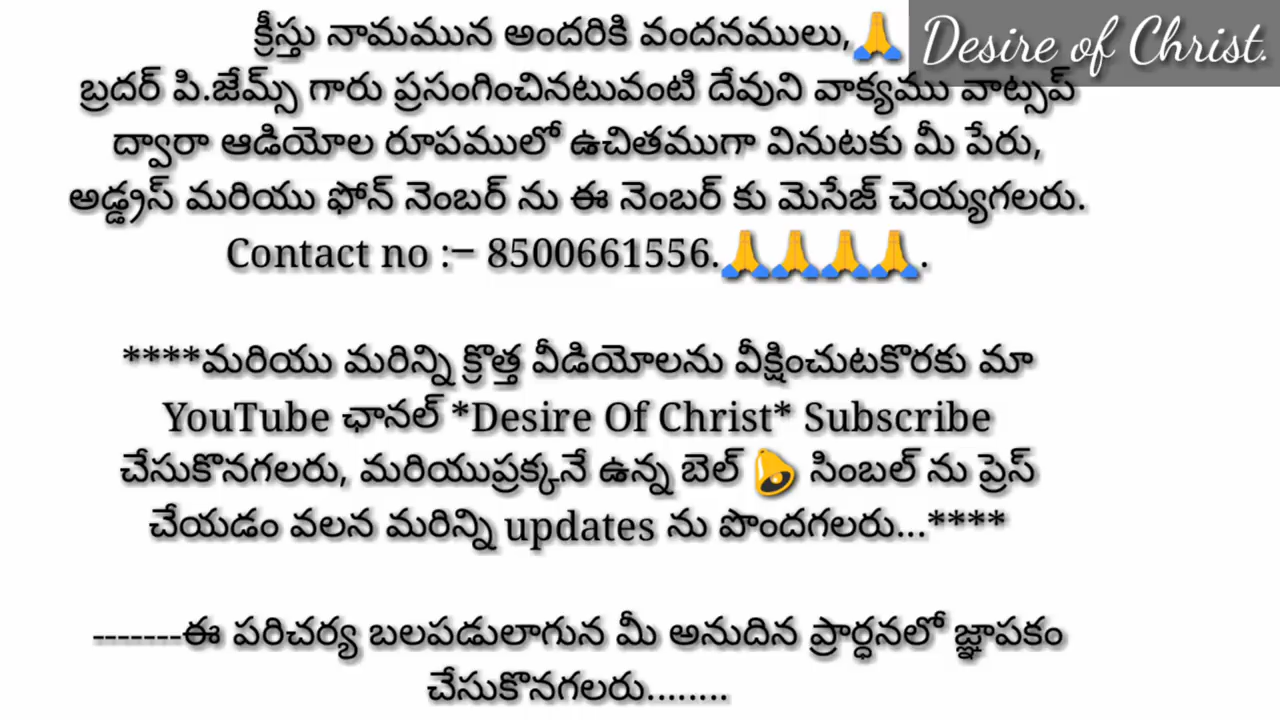 క్రీస్తు నామమున అందరికి వందనములు,🙏
Desire of Christ.
బ్రదర్ పి.జేమ్స్ గారు ప్రసంగించినటువంటి దేవుని వాక్యము వాట్సప్
ద్వారా ఆడియోల రూపములో ఉచితముగా వినుటకు మీ పేరు,
అడ్డ్రస్ మరియు ఫోన్ నెంబర్ ను ఈ నెంబర్ కు మెసేజ్ చెయ్యగలరు.
Contact no :– 8500661556.🙏🙏🙏🙏.
****మరియు మరిన్ని క్రొత్త వీడియోలను వీక్షించుటకొరకు మా
YouTube ఛానల్ *Desire Of Christ* Subscribe
చేసుకొనగలరు, మరియుప్రక్కనే ఉన్న బెల్ 🔔 సింబల్ ను ప్రెస్
చేయడం వలన మరిన్ని updates ను పొందగలరు...****
-------ఈ పరిచర్య బలపడులాగున మీ అనుదిన ప్రార్ధనలో జ్ఞాపకం
చేసుకొనగలరు........